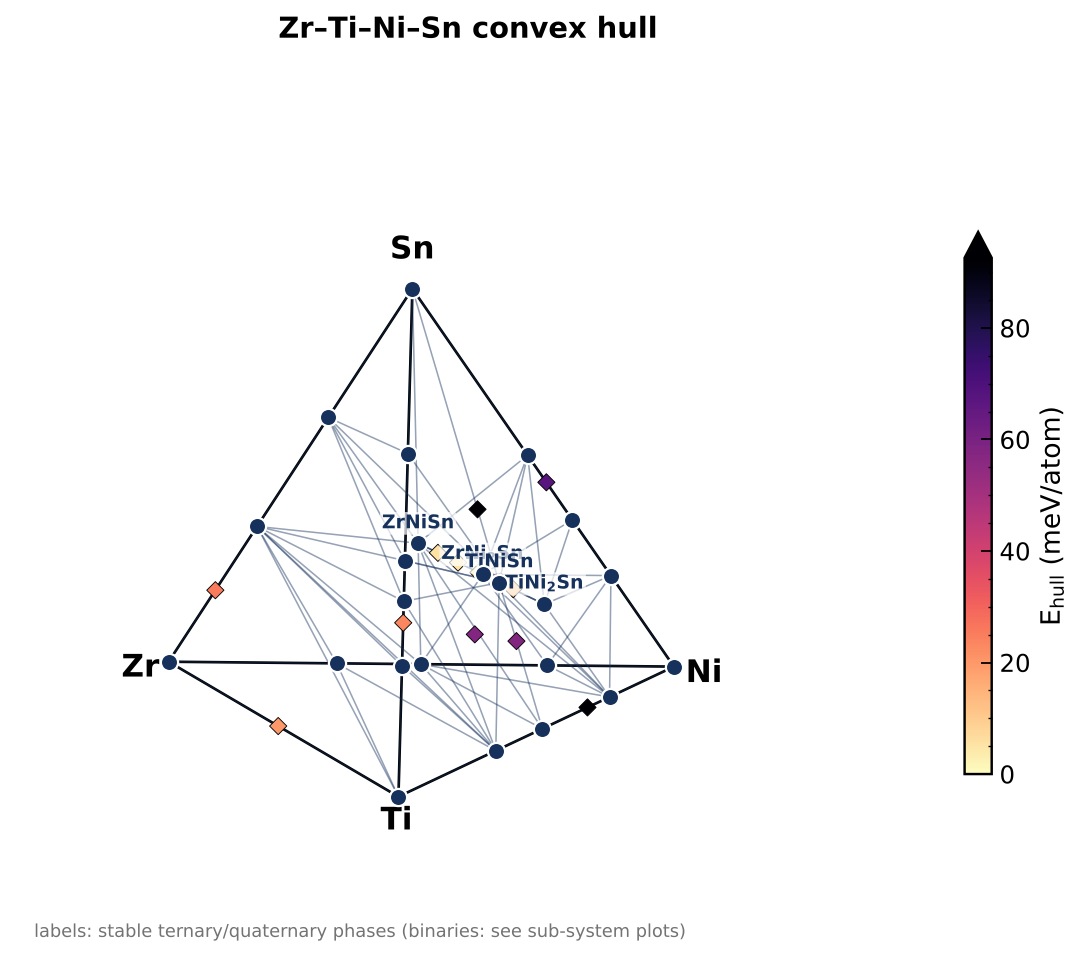 Zr–Ti–Ni–Sn convex hull
Sn
ZrNiSn
TiNiSn
TiNi₂Sn
Zr
Ni
Ti
80
60
40
20
0
E_hull (meV/atom)
labels: stable ternary/quaternary phases (binaries: see sub-system plots)